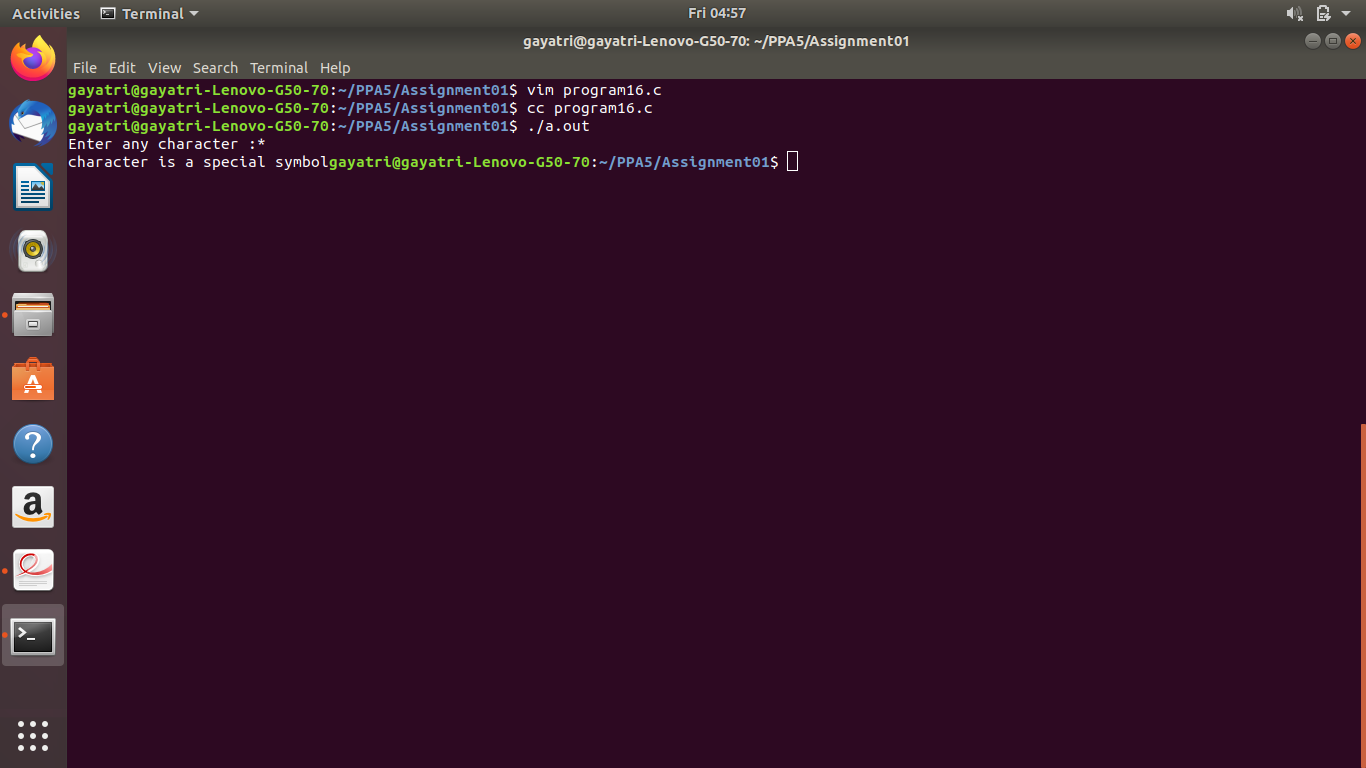 Activities Terminal Fri 04:57
gayatri@gayatri-Lenovo-G50-70: ~/PPA5/Assignment01
File Edit View Search Terminal Help
gayatri@gayatri-Lenovo-G50-70:~/PPA5/Assignment01$ vim program16.c
gayatri@gayatri-Lenovo-G50-70:~/PPA5/Assignment01$ cc program16.c
gayatri@gayatri-Lenovo-G50-70:~/PPA5/Assignment01$ ./a.out
Enter any character :*
character is a special symbolgayatri@gayatri-Lenovo-G50-70:~/PPA5/Assignment01$